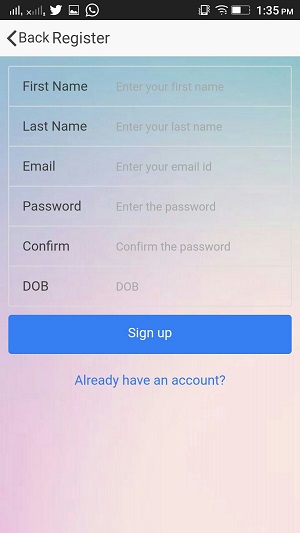 1:35 PM
Back Register
First Name Enter your first name
Last Name Enter your last name
Email Enter your email id
Password Enter the password
Confirm Confirm the password
DOB DOB
Sign up
Already have an account?